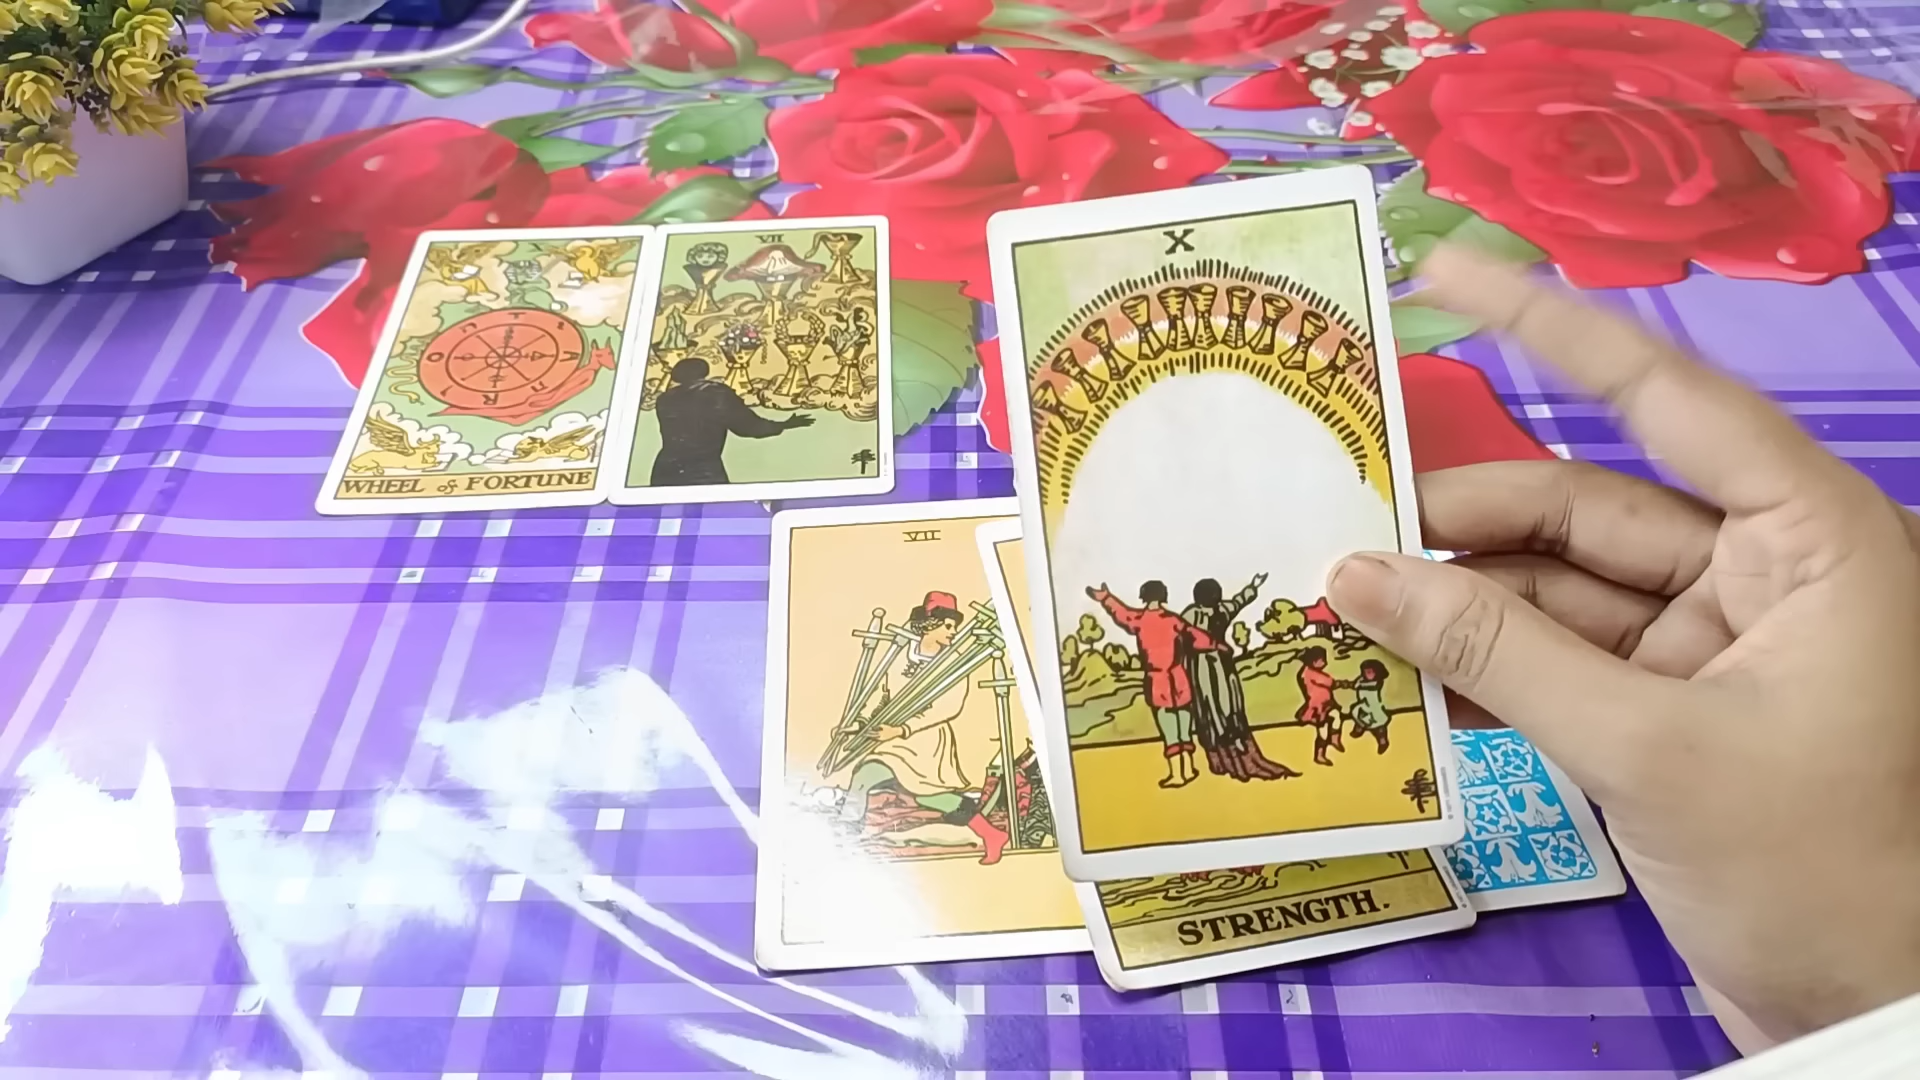 X
WHEEL of FORTUNE
VII
VII
X
STRENGTH.